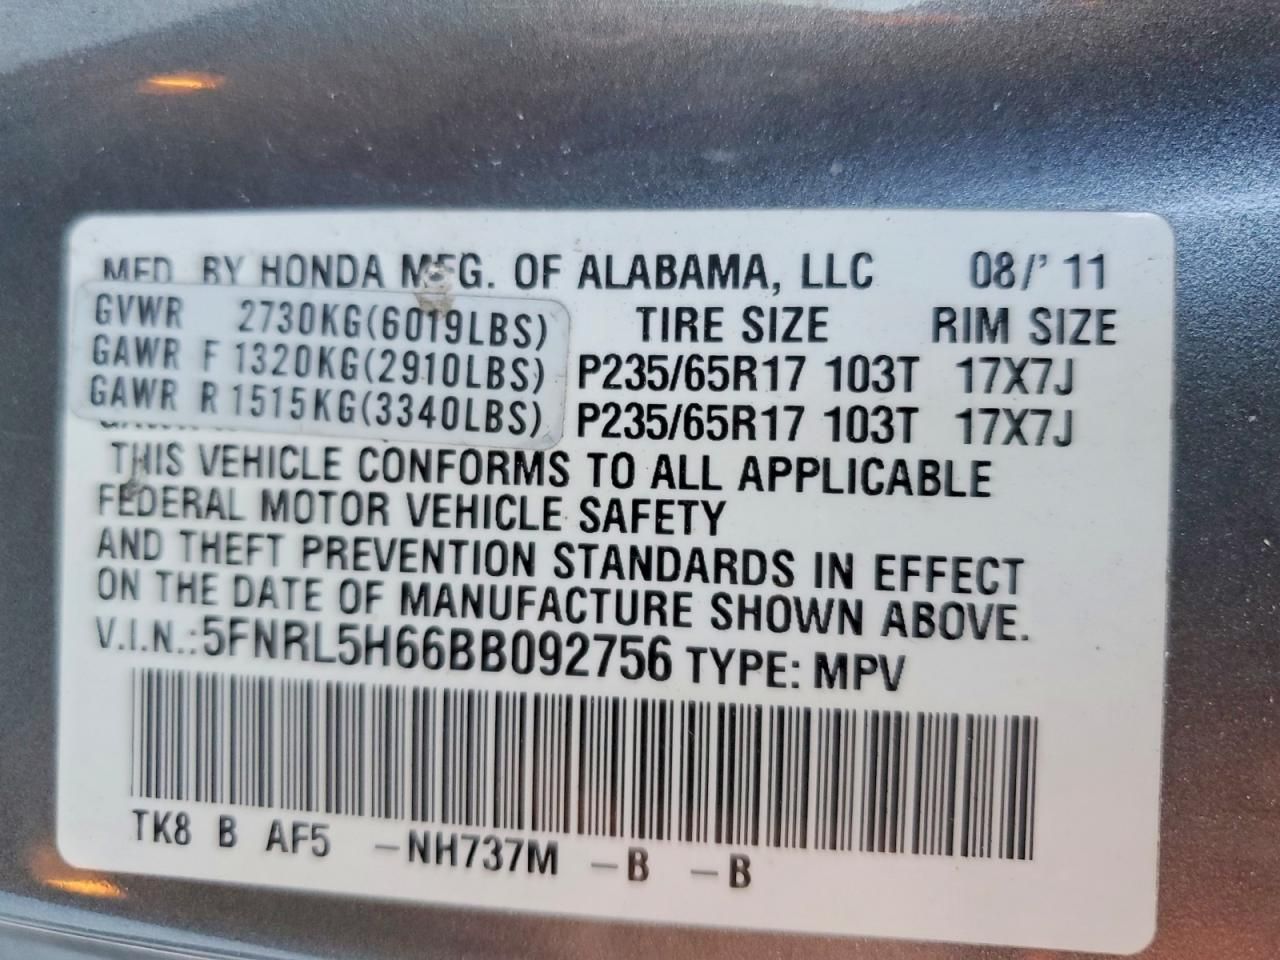 MFD BY HONDA MFG. OF ALABAMA, LLC 08/'11
GVWR 2730KG(6019LBS) TIRE SIZE RIM SIZE
GAWR F 1320KG(2910LBS) P235/65R17 103T 17X7J
GAWR R 1515KG(3340LBS) P235/65R17 103T 17X7J
THIS VEHICLE CONFORMS TO ALL APPLICABLE
FEDERAL MOTOR VEHICLE SAFETY
AND THEFT PREVENTION STANDARDS IN EFFECT
ON THE DATE OF MANUFACTURE SHOWN ABOVE.
V.I.N.:5FNRL5H66BB092756 TYPE: MPV
TK8 B AF5 -NH737M -B -B